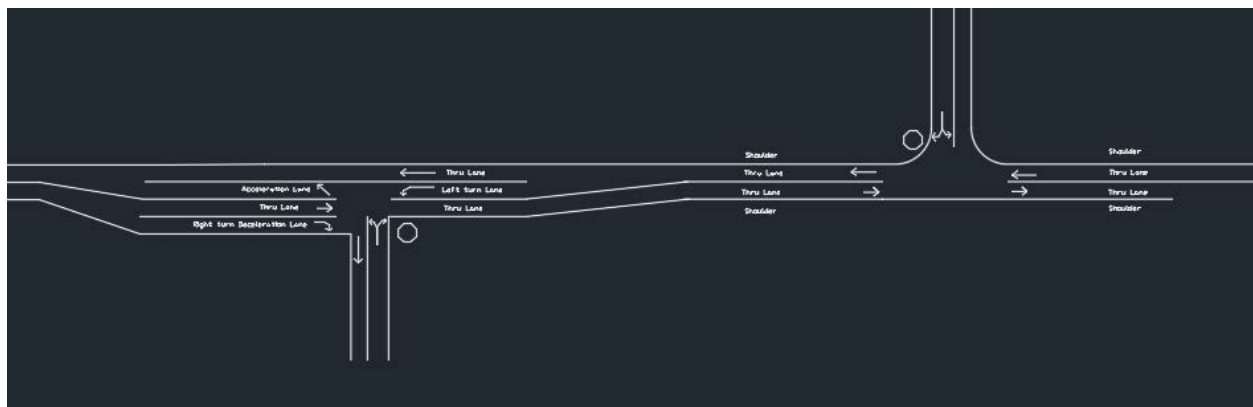 Shoulder
Shoulder
Thru Lane
Thru Lane
Thru Lane
Acceleration Lane
Left turn Lane
Thru Lane
Thru Lane
Thru Lane
Thru Lane
Shoulder
Shoulder
Right turn Deceleration Lane